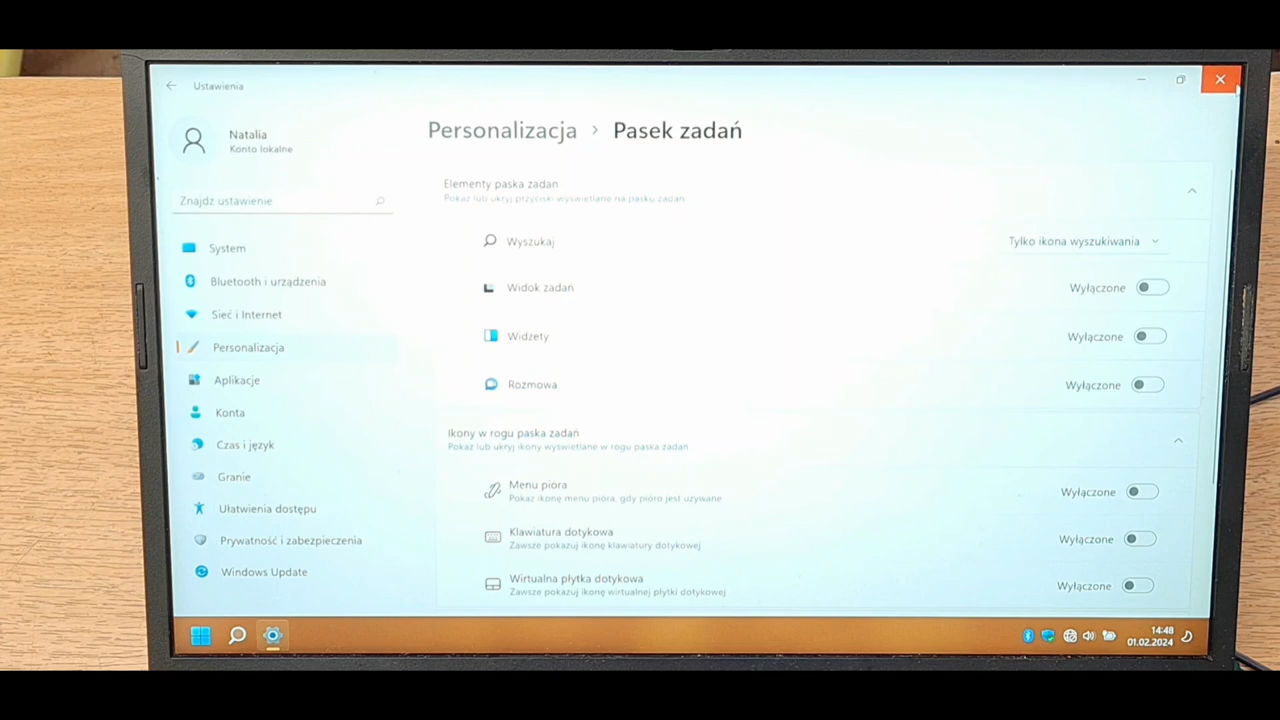 Ustawienia
Natalia
Konto lokalne
Personalizacja › Pasek zadań
Znajdź ustawienie
System
Bluetooth i urządzenia
Sieć i Internet
Personalizacja
Aplikacje
Konta
Czas i język
Granie
Ułatwienia dostępu
Prywatność i zabezpieczenia
Windows Update
Elementy paska zadań
Pokaż lub ukryj przyciski wyświetlane na pasku zadań
Wyszukaj
Tylko ikona wyszukiwania
Widok zadań
Wyłączone
Widżety
Wyłączone
Rozmowa
Wyłączone
Ikony w rogu paska zadań
Pokaż lub ukryj ikony wyświetlane w rogu paska zadań
Menu pióra
Pokaż ikonę menu pióra, gdy pióro jest używane
Wyłączone
Klawiatura dotykowa
Zawsze pokazuj ikonę klawiatury dotykowej
Wyłączone
Wirtualna płytka dotykowa
Zawsze pokazuj ikonę wirtualnej płytki dotykowej
Wyłączone
14:48
01.02.2024